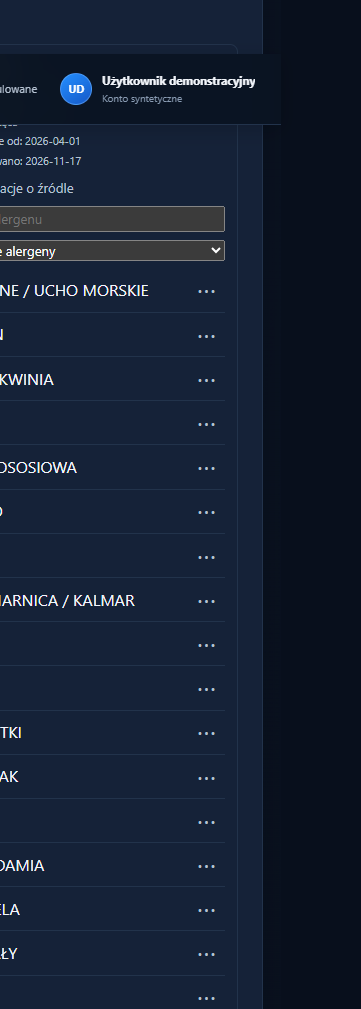 ulowane
UD
Użytkownik demonstracyjny
Konto syntetyczne
e od: 2026-04-01
wano: 2026-11-17
acje o źródle
lergenu
e alergeny
NE / UCHO MORSKIE
N
KWINIA
OSOSIOWA
O
IARNICA / KALMAR
TKI
AK
DAMIA
ELA
ŁY